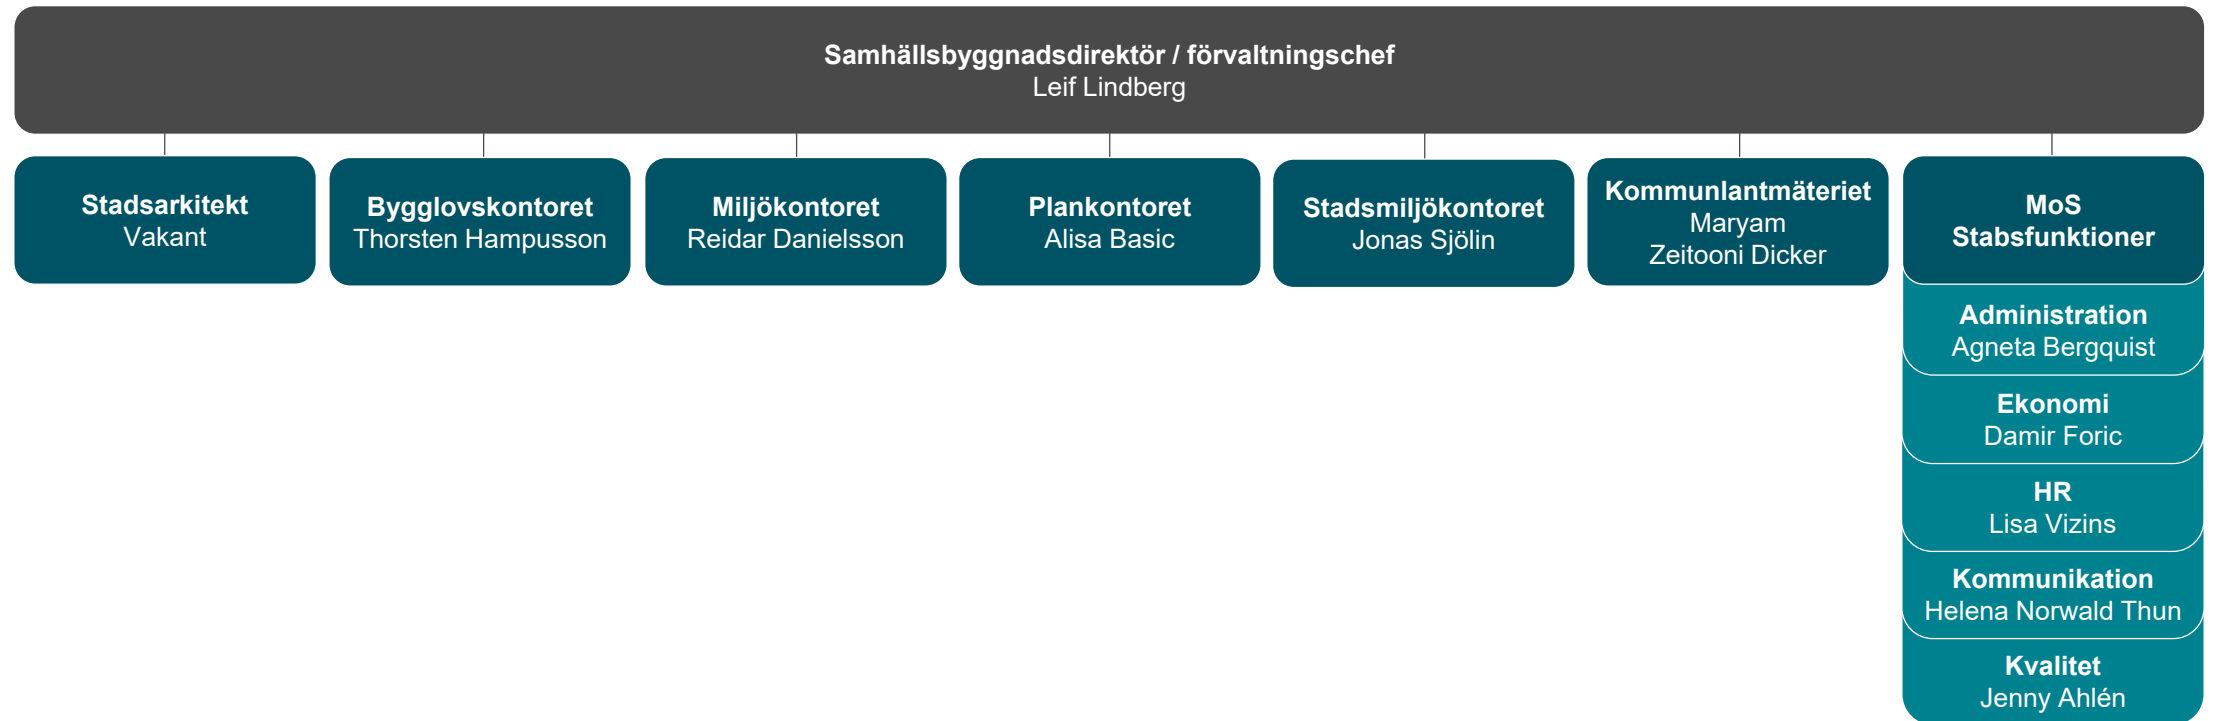 Samhällsbyggnadsdirektör / förvaltningschef
Leif Lindberg
Stadsarkitekt
Vakant
Bygglovskontoret
Thorsten Hampusson
Miljökontoret
Reidar Danielsson
Plankontoret
Alisa Basic
Stadsmiljökontoret
Jonas Sjölin
Kommunlantmäteriet
Maryam
Zeitooni Dicker
MoS
Stabsfunktioner
Administration
Agneta Bergquist
Ekonomi
Damir Foric
HR
Lisa Vizins
Kommunikation
Helena Norwald Thun
Kvalitet
Jenny Ahlén